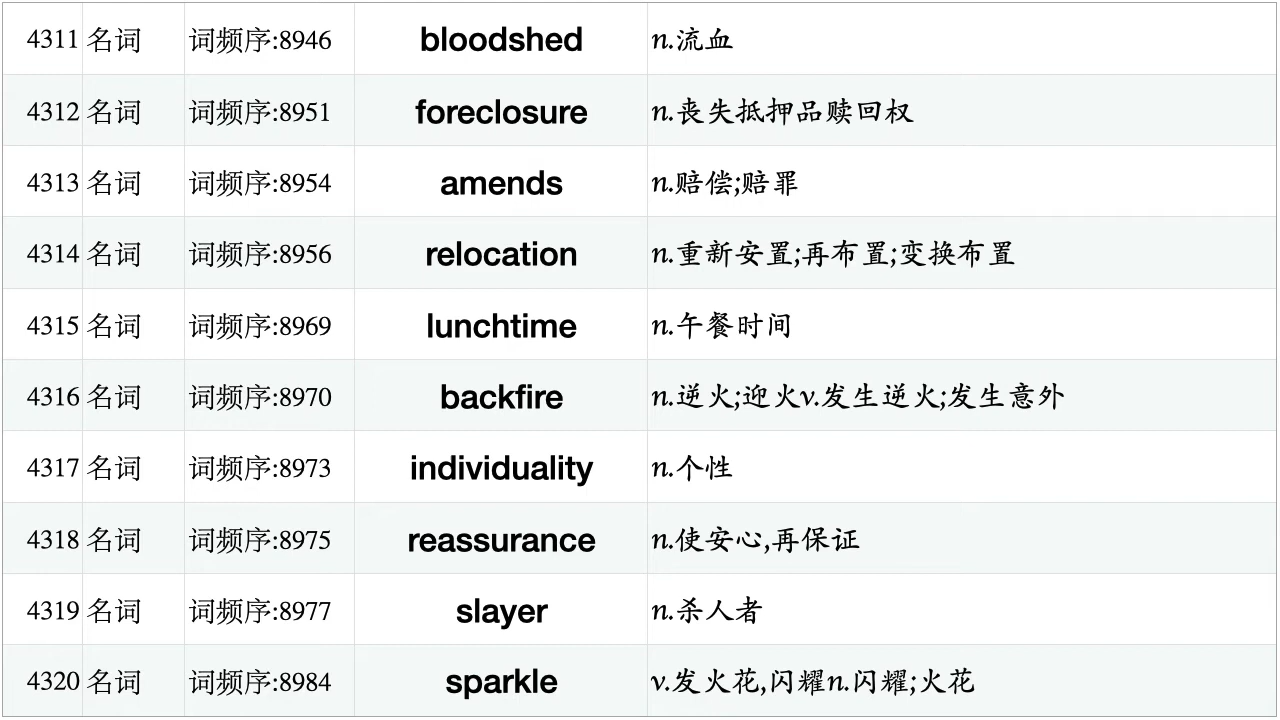 4311 名词 词频序:8946 bloodshed n.流血
4312 名词 词频序:8951 foreclosure n.丧失抵押品赎回权
4313 名词 词频序:8954 amends n.赔偿;赔罪
4314 名词 词频序:8956 relocation n.重新安置;再布置;变换布置
4315 名词 词频序:8969 lunchtime n.午餐时间
4316 名词 词频序:8970 backfire n.逆火;迎火v.发生逆火;发生意外
4317 名词 词频序:8973 individuality n.个性
4318 名词 词频序:8975 reassurance n.使安心,再保证
4319 名词 词频序:8977 slayer n.杀人者
4320 名词 词频序:8984 sparkle v.发火花,闪耀n.闪耀;火花